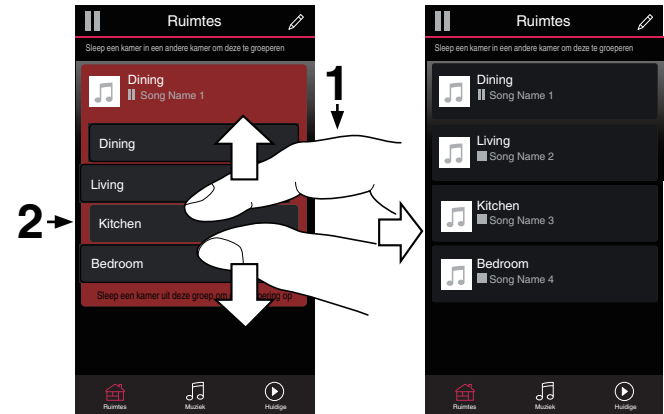 Ruimtes
Sleep een kamer in een andere kamer om deze te groeperen
Dining
Song Name 1
Dining
Living
Kitchen
Bedroom
Sleep een kamer uit deze groep om op
Ruimtes
Muziek
Huidige
1
2
Ruimtes
Sleep een kamer in een andere kamer om deze te groeperen
Dining
Song Name 1
Living
Song Name 2
Kitchen
Song Name 3
Bedroom
Song Name 4
Ruimtes
Muziek
Huidige